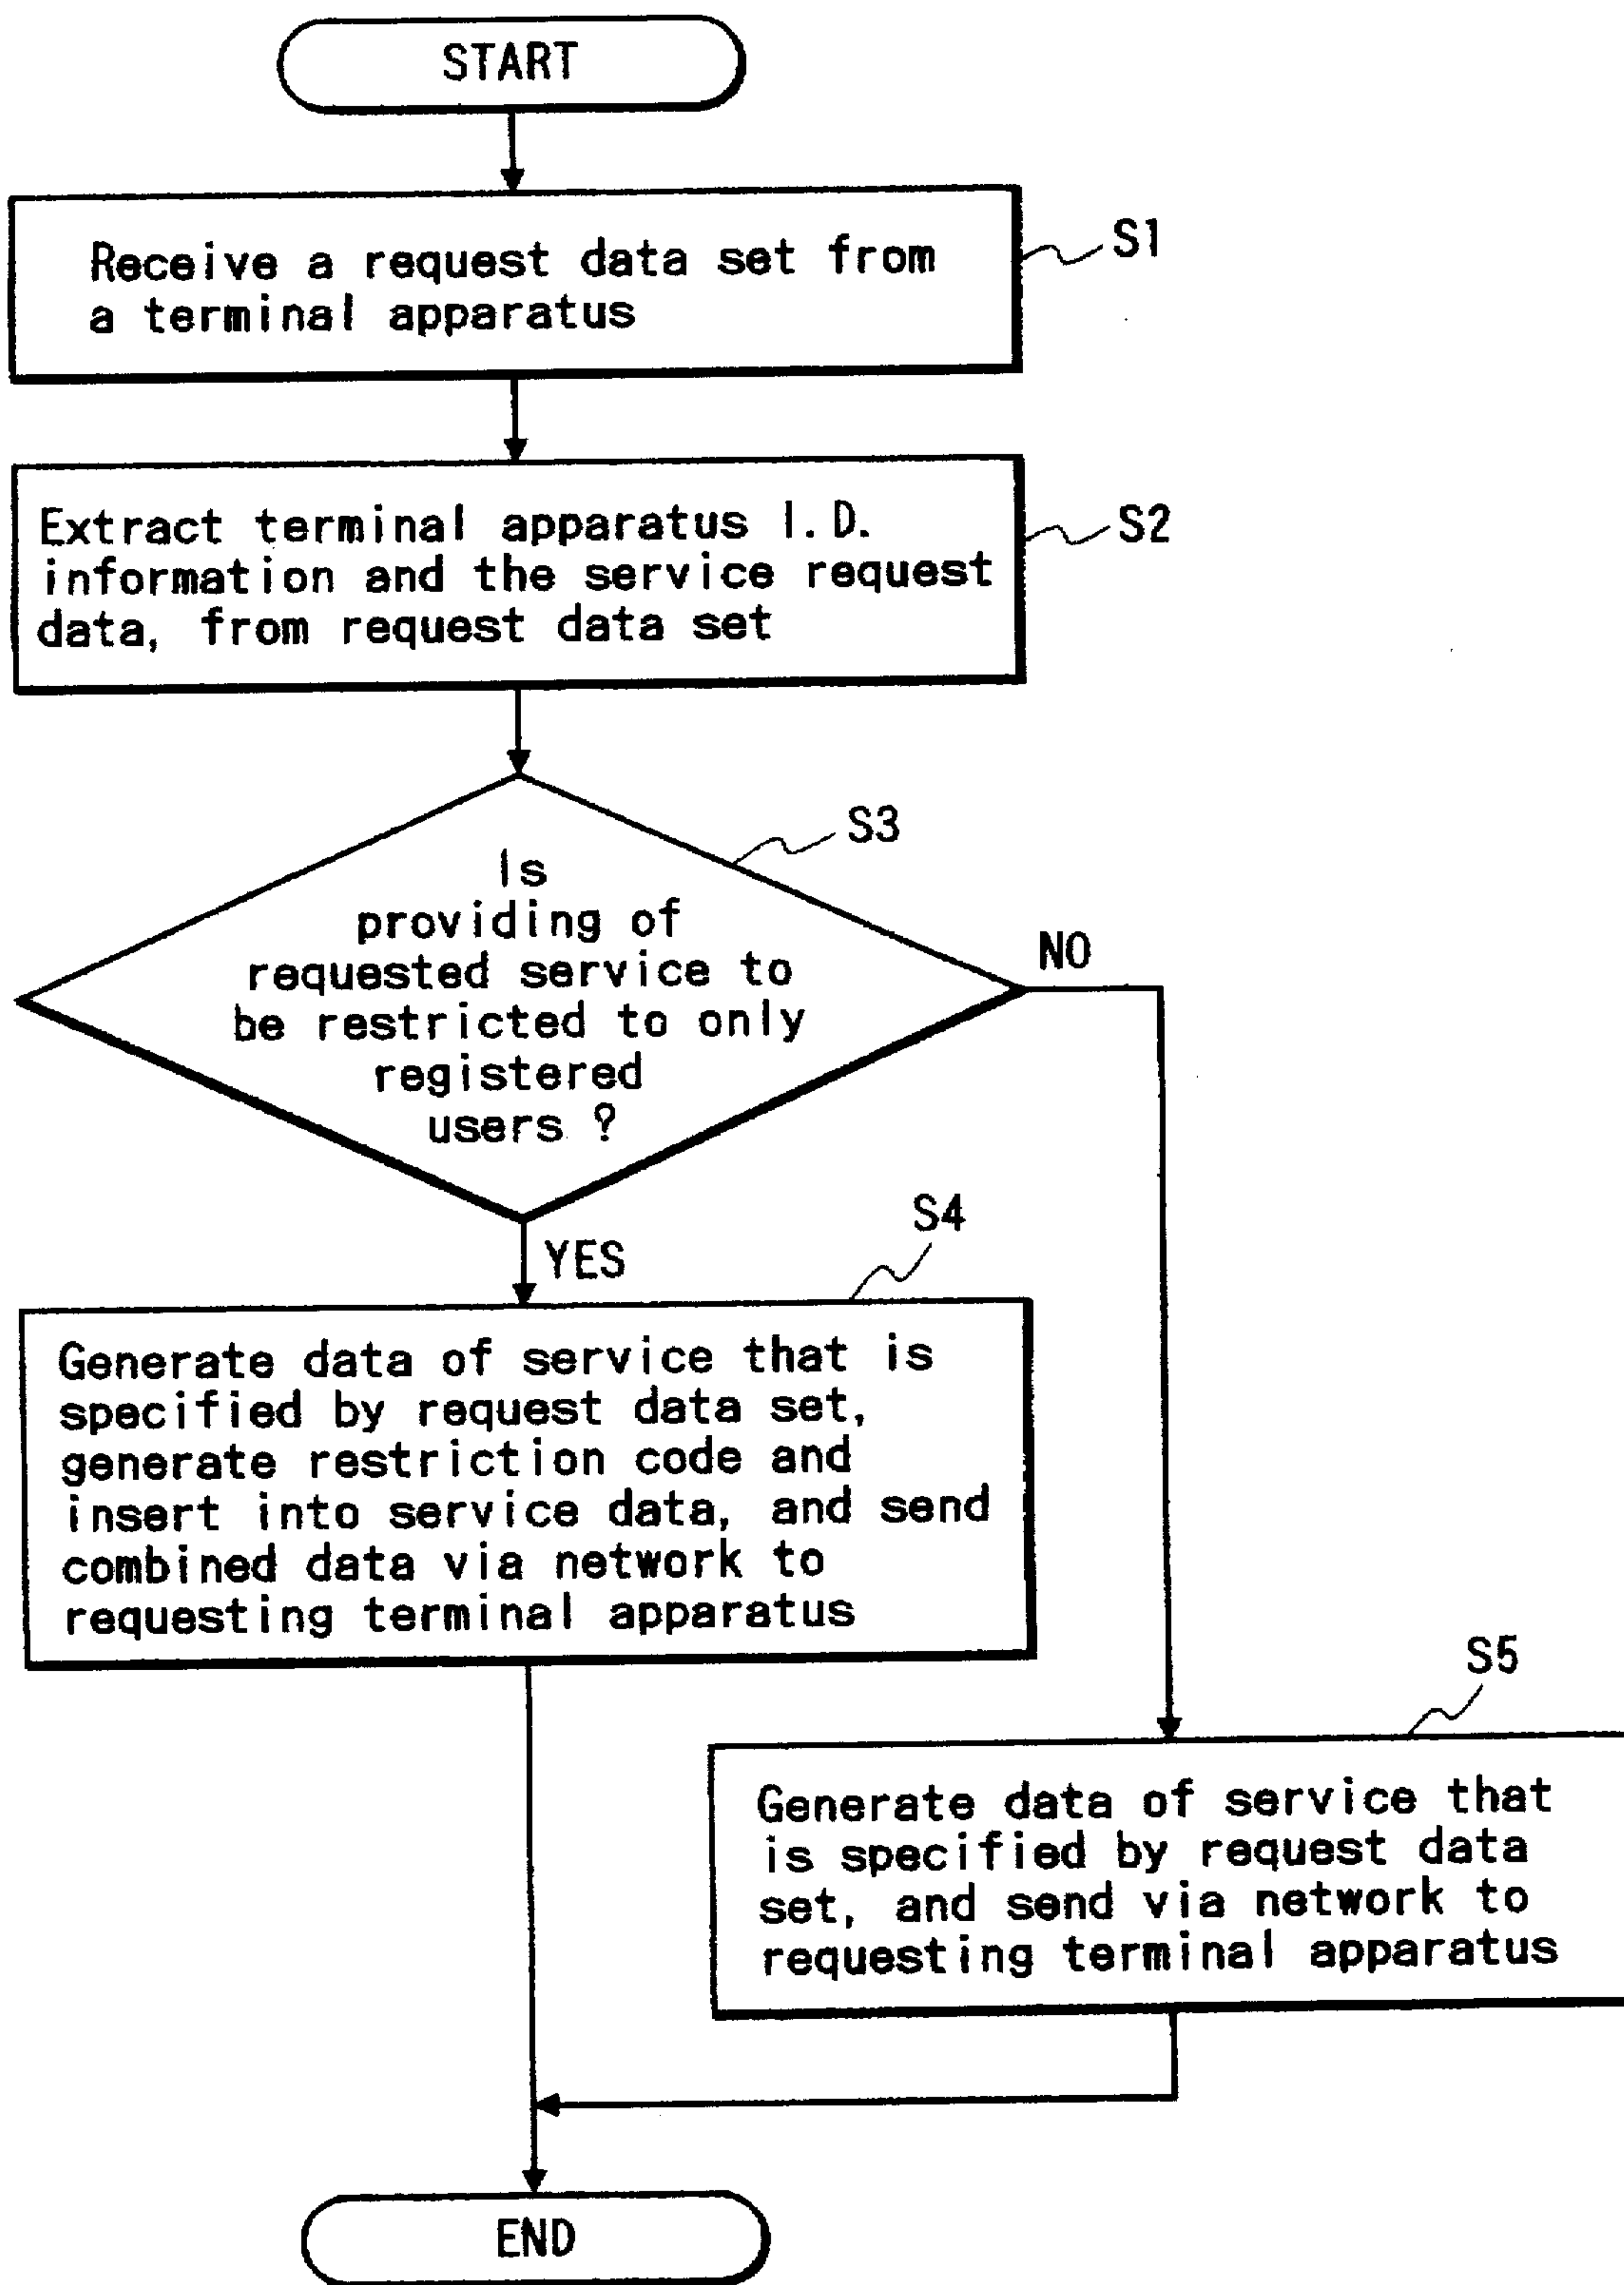 START
Receive a request data set from
a terminal apparatus
S1
Extract terminal apparatus I.D.
information and the service request
data, from request data set
S2
S3
Is
providing of
requested service to
be restricted to only
registered
users ?
NO
YES
S4
Generate data of service that is
specified by request data set,
generate restriction code and
insert into service data, and send
combined data via network to
requesting terminal apparatus
S5
Generate data of service that
is specified by request data
set, and send via network to
requesting terminal apparatus
END